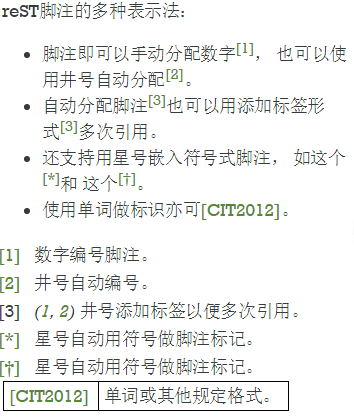 reST脚注的多种表示法：
• 脚注即可以手动分配数字[1]， 也可以使
用井号自动分配[2]。
• 自动分配脚注[3]也可以用添加标签形
式[3]多次引用。
• 还支持用星号嵌入符号式脚注， 如这个
[*]和 这个[†]。
• 使用单词做标识亦可[CIT2012]。
[1] 数字编号脚注。
[2] 井号自动编号。
[3] (1, 2) 井号添加标签以便多次引用。
[*] 星号自动用符号做脚注标记。
[†] 星号自动用符号做脚注标记。
[CIT2012] 单词或其他规定格式。